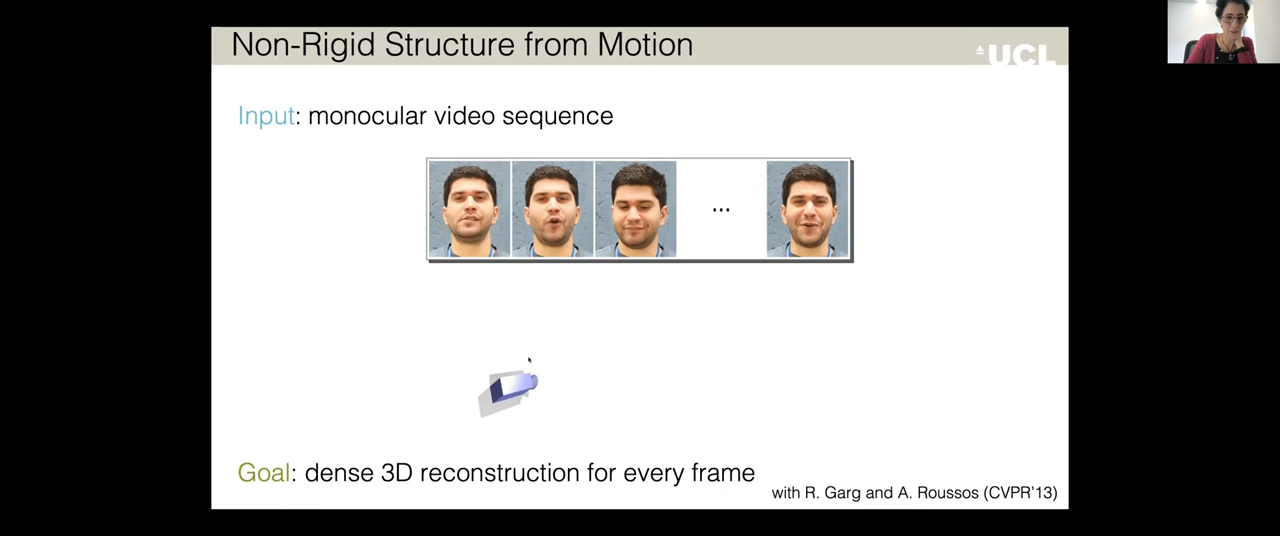 Non-Rigid Structure from Motion
UCL
Input: monocular video sequence
...
Goal: dense 3D reconstruction for every frame
with R. Garg and A. Roussos (CVPR'13)